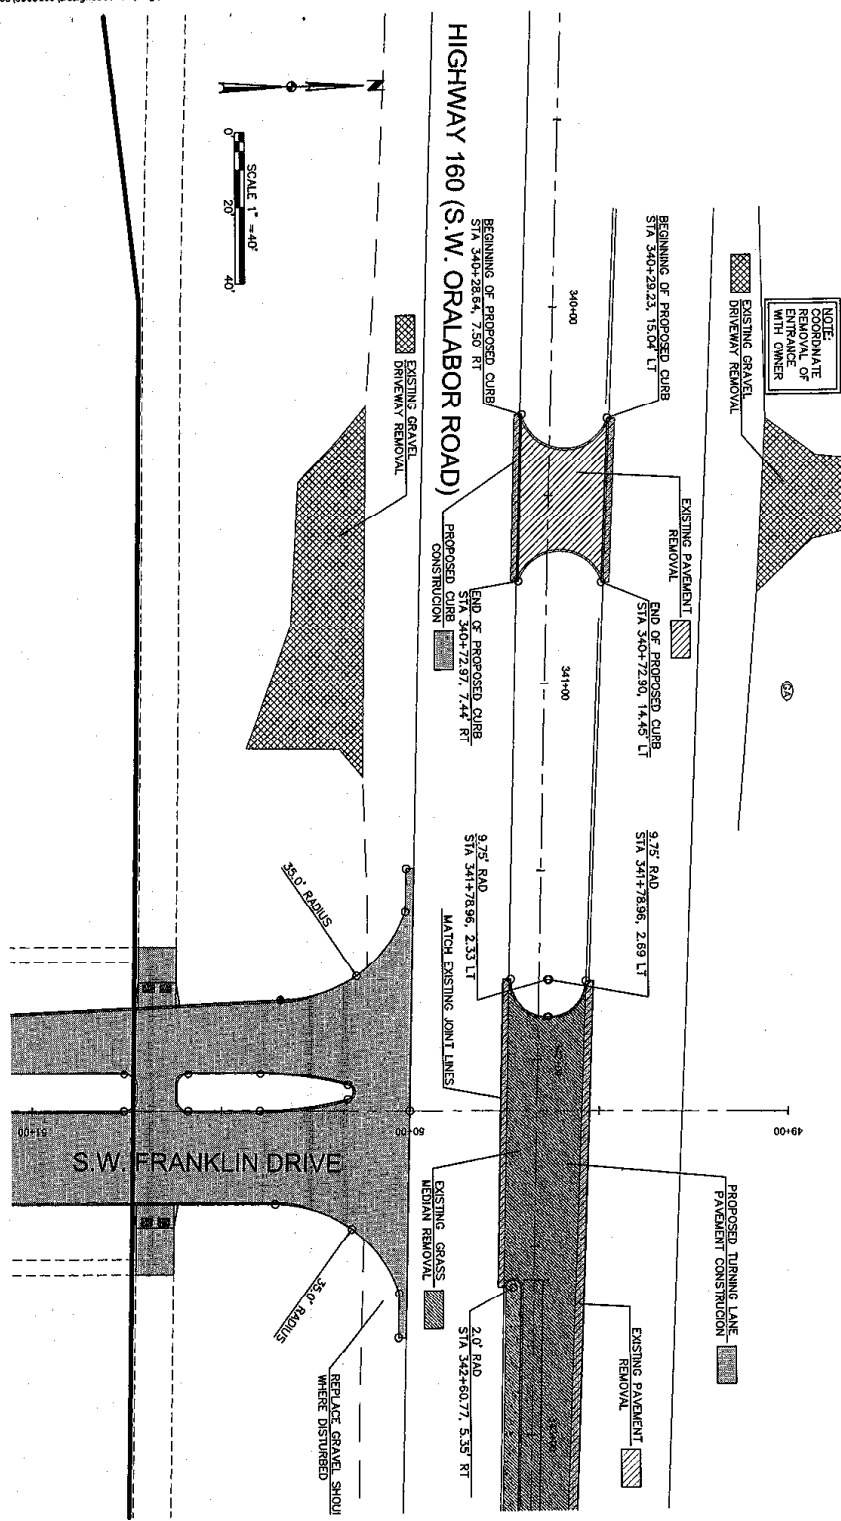 NOTE:
COORDNATE
REMOVAL OF
ENTRANCE
WITH OWNER
EXISTING GRAVEL
DRIVEWAY REMOVAL
BEGINNING OF PROPOSED CURB
STA 340+29.23, 15.04' LT
EXISTING PAVEMENT
REMOVAL
END OF PROPOSED CURB
STA 340+72.90, 14.45' LT
GA
9.75' RAD
STA 341+78.96, 2.69 LT
PROPOSED TURNING LANE
PAVEMENT CONSTRUCION
EXISTING PAVEMENT
REMOVAL
49+00
340+00
341+00
BEGINNING OF PROPOSED CURB
STA 340+28.64, 7.50' RT
HIGHWAY 160 (S.W. ORALABOR ROAD)
PROPOSED CURB
CONSTRUCION
END OF PROPOSED CURB
STA 340+72.97, 7.44' RT
9.75' RAD
STA 341+78.96, 2.33 LT
MATCH EXISTING JOINT LINES
EXISTING GRASS
MEDIAN REMOVAL
2.0' RAD
STA 342+60.77, 5.35' RT
N
SCALE 1" =40'
0'
20'
40'
EXISTING GRAVEL
DRIVEWAY REMOVAL
35.0' RADIUS
50+00
51+00
S.W. FRANKLIN DRIVE
35.0' RADIUS
REPLACE GRAVEL SHOU
WHERE DISTURBED